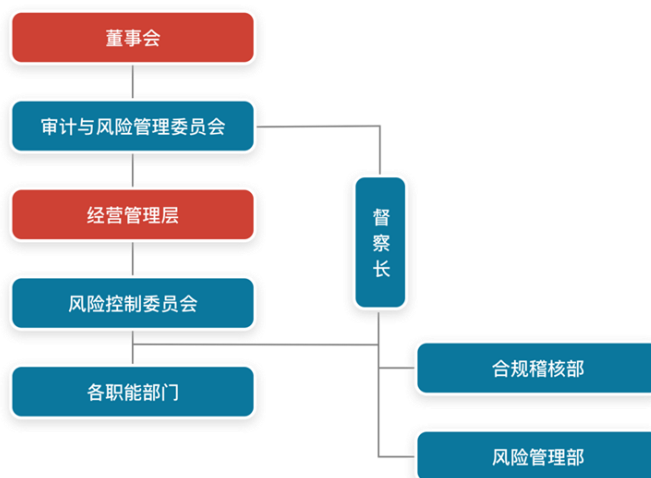 董事会
审计与风险管理委员会
经营管理层
督察长
风险控制委员会
合规稽核部
各职能部门
风险管理部